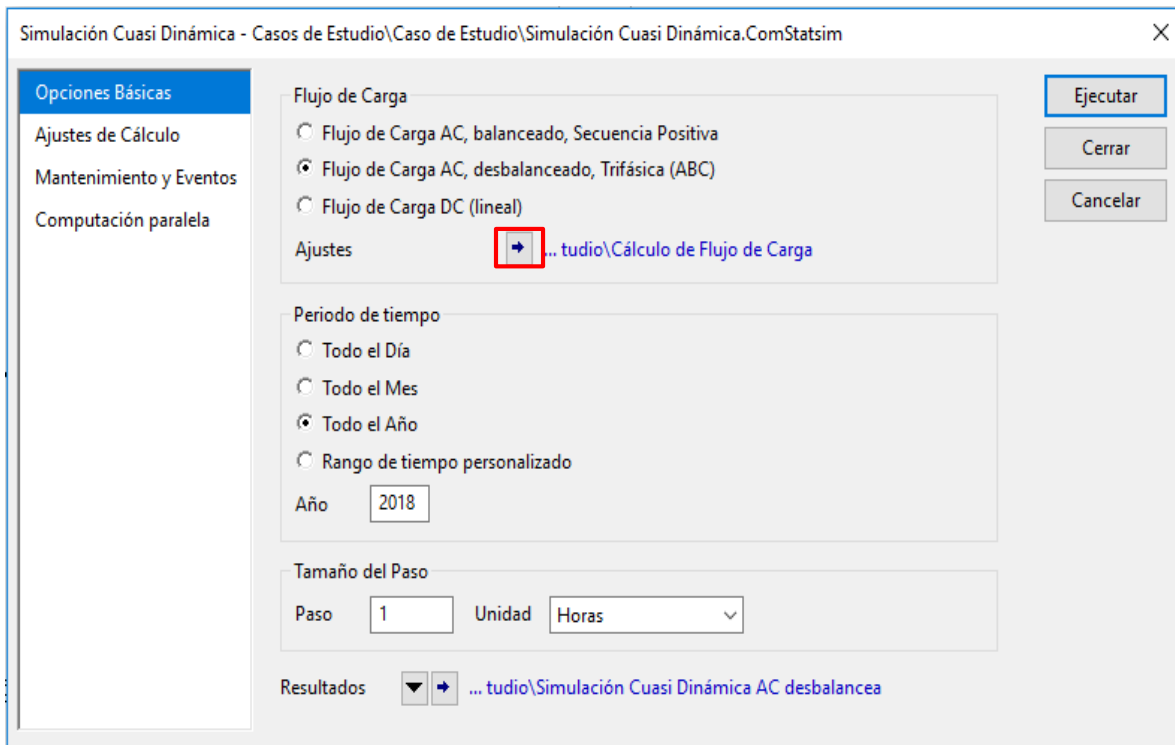 Simulación Cuasi Dinámica - Casos de Estudio\Caso de Estudio\Simulación Cuasi Dinámica.ComStatsim
Opciones Básicas
Ajustes de Cálculo
Mantenimiento y Eventos
Computación paralela
Flujo de Carga
Flujo de Carga AC, balanceado, Secuencia Positiva
Flujo de Carga AC, desbalanceado, Trifásica (ABC)
Flujo de Carga DC (lineal)
Ajustes ... tudio\Cálculo de Flujo de Carga
Periodo de tiempo
Todo el Día
Todo el Mes
Todo el Año
Rango de tiempo personalizado
Año 2018
Tamaño del Paso
Paso 1 Unidad Horas
Resultados ... tudio\Simulación Cuasi Dinámica AC desbalancea
Ejecutar
Cerrar
Cancelar